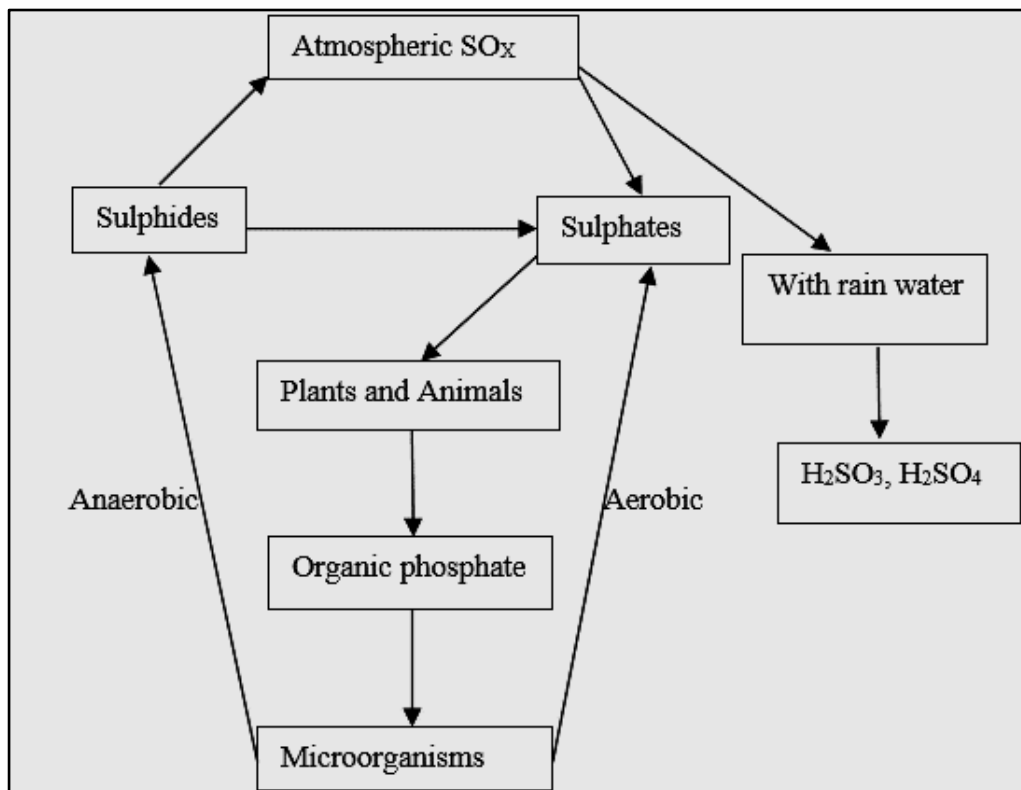 Atmospheric SOX
Sulphides
Sulphates
With rain water
Plants and Animals
H₂SO₃, H₂SO₄
Anaerobic
Aerobic
Organic phosphate
Microorganisms